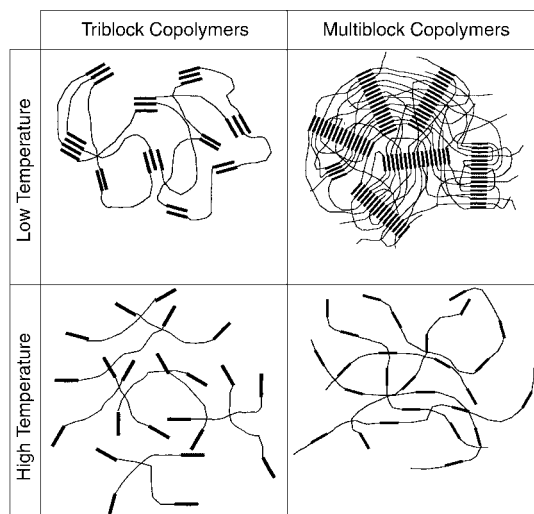 Triblock Copolymers
Multiblock Copolymers
Low Temperature
High Temperature